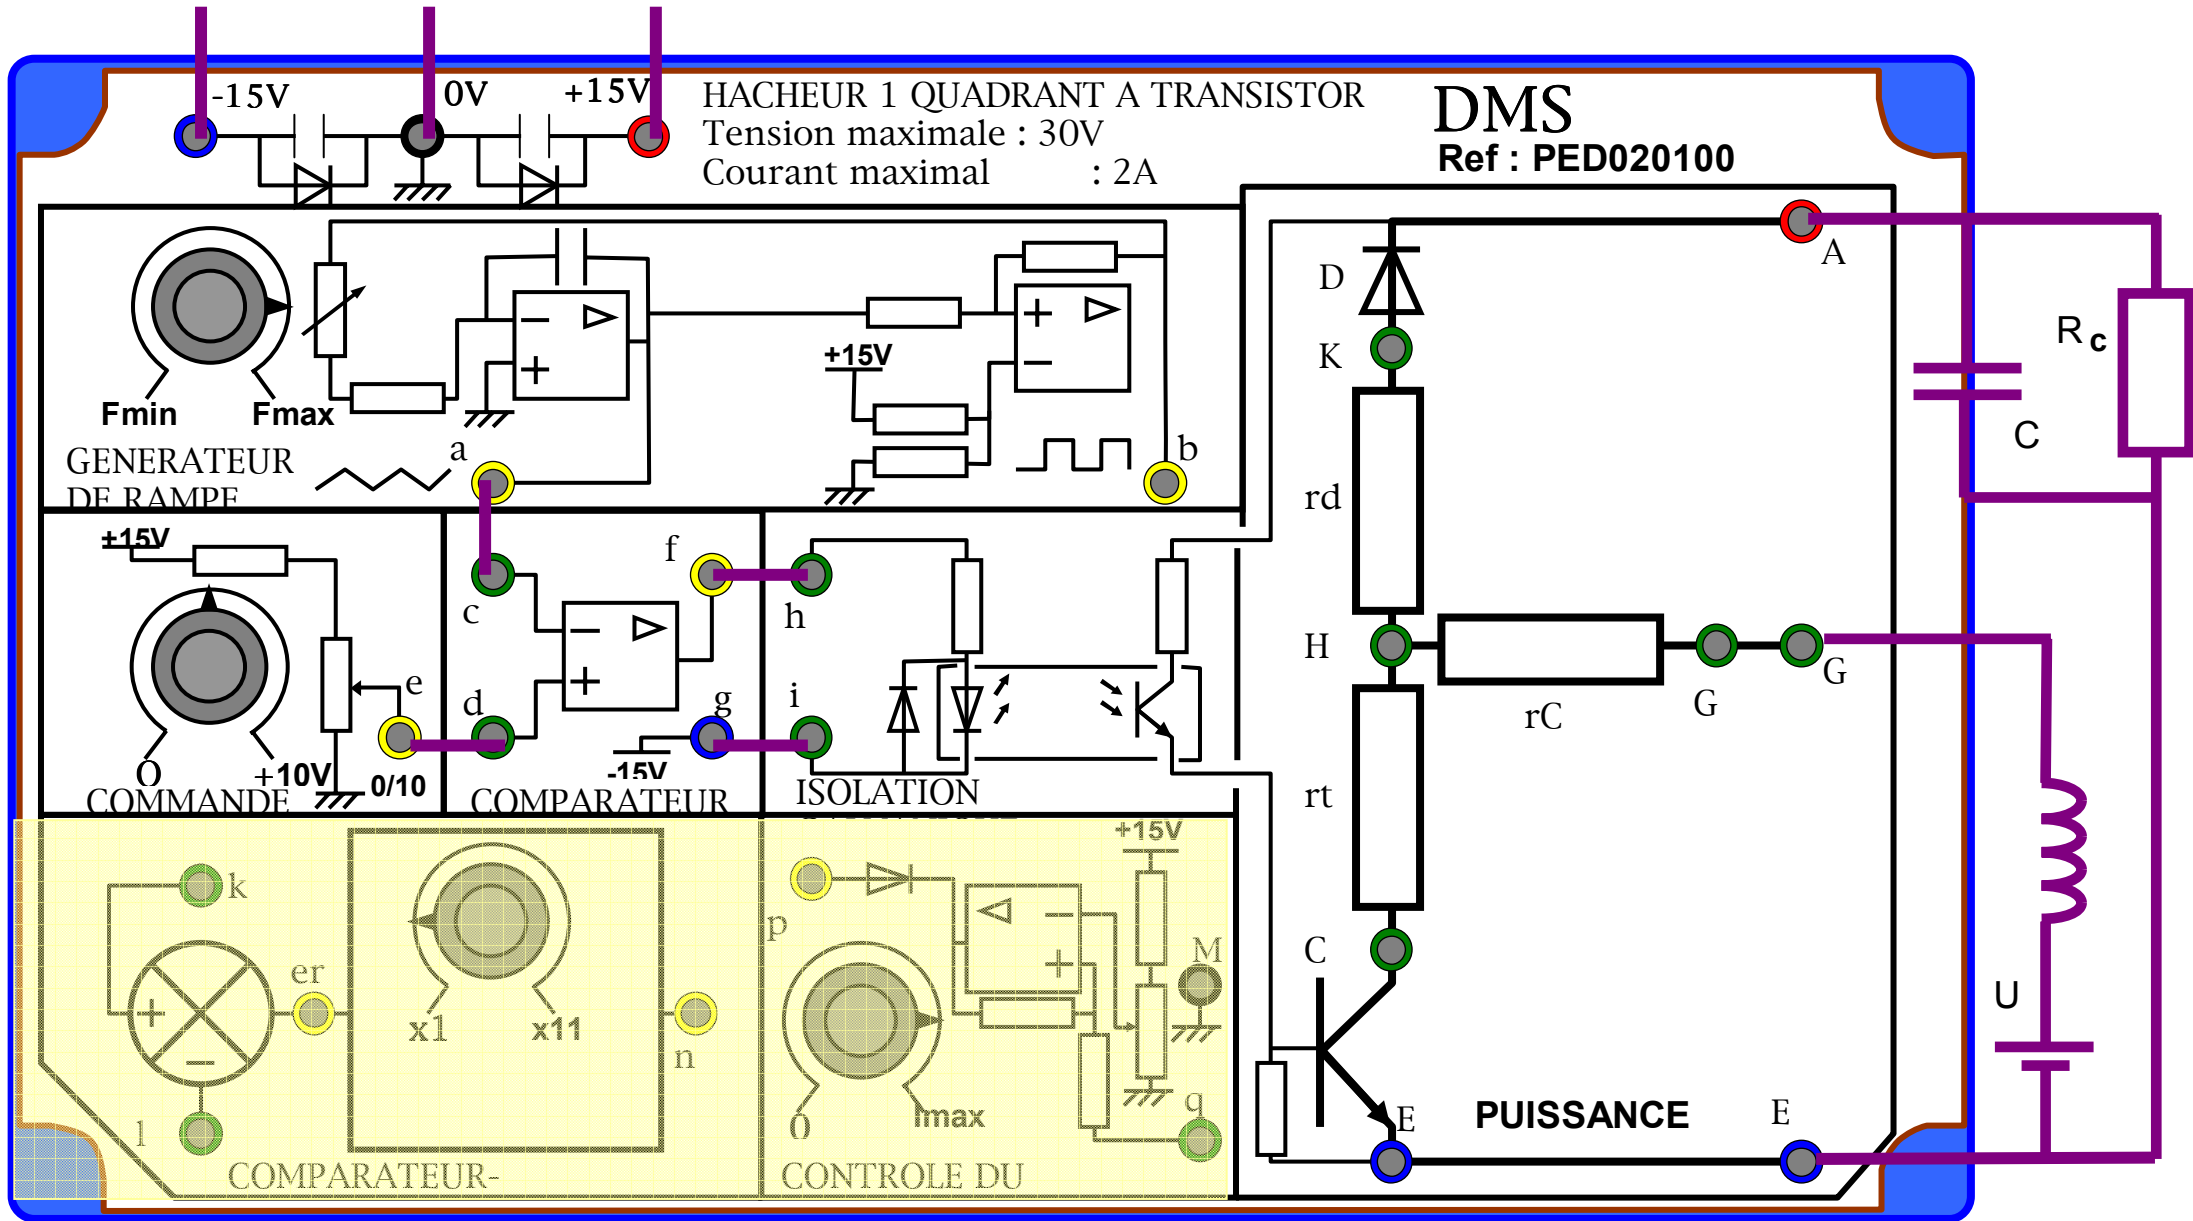 -15V
0V
+15V
HACHEUR 1 QUADRANT A TRANSISTOR
Tension maximale : 30V
Courant maximal : 2A
DMS
Ref : PED020100
A
D
K
+15V
R c
C
Fmin
Fmax
GENERATEUR
DE RAMPE
a
b
rd
+15V
f
c
h
H
G
G
rC
e
d
g
i
O
+10V
0/10
-15V
COMMANDE
COMPARATEUR
ISOLATION
rt
+15V
k
p
er
C
M
U
x1
x11
n
l
0
Imax
q
E
PUISSANCE
E
COMPARATEUR-
CONTROLE DU